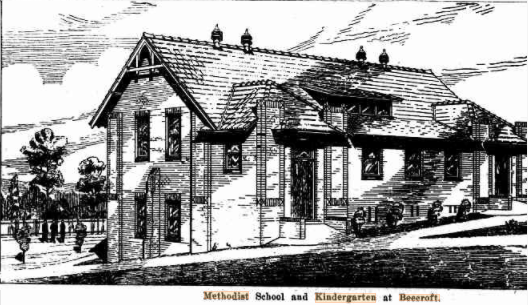 Methodist School and Kindergarten at Beecroft.